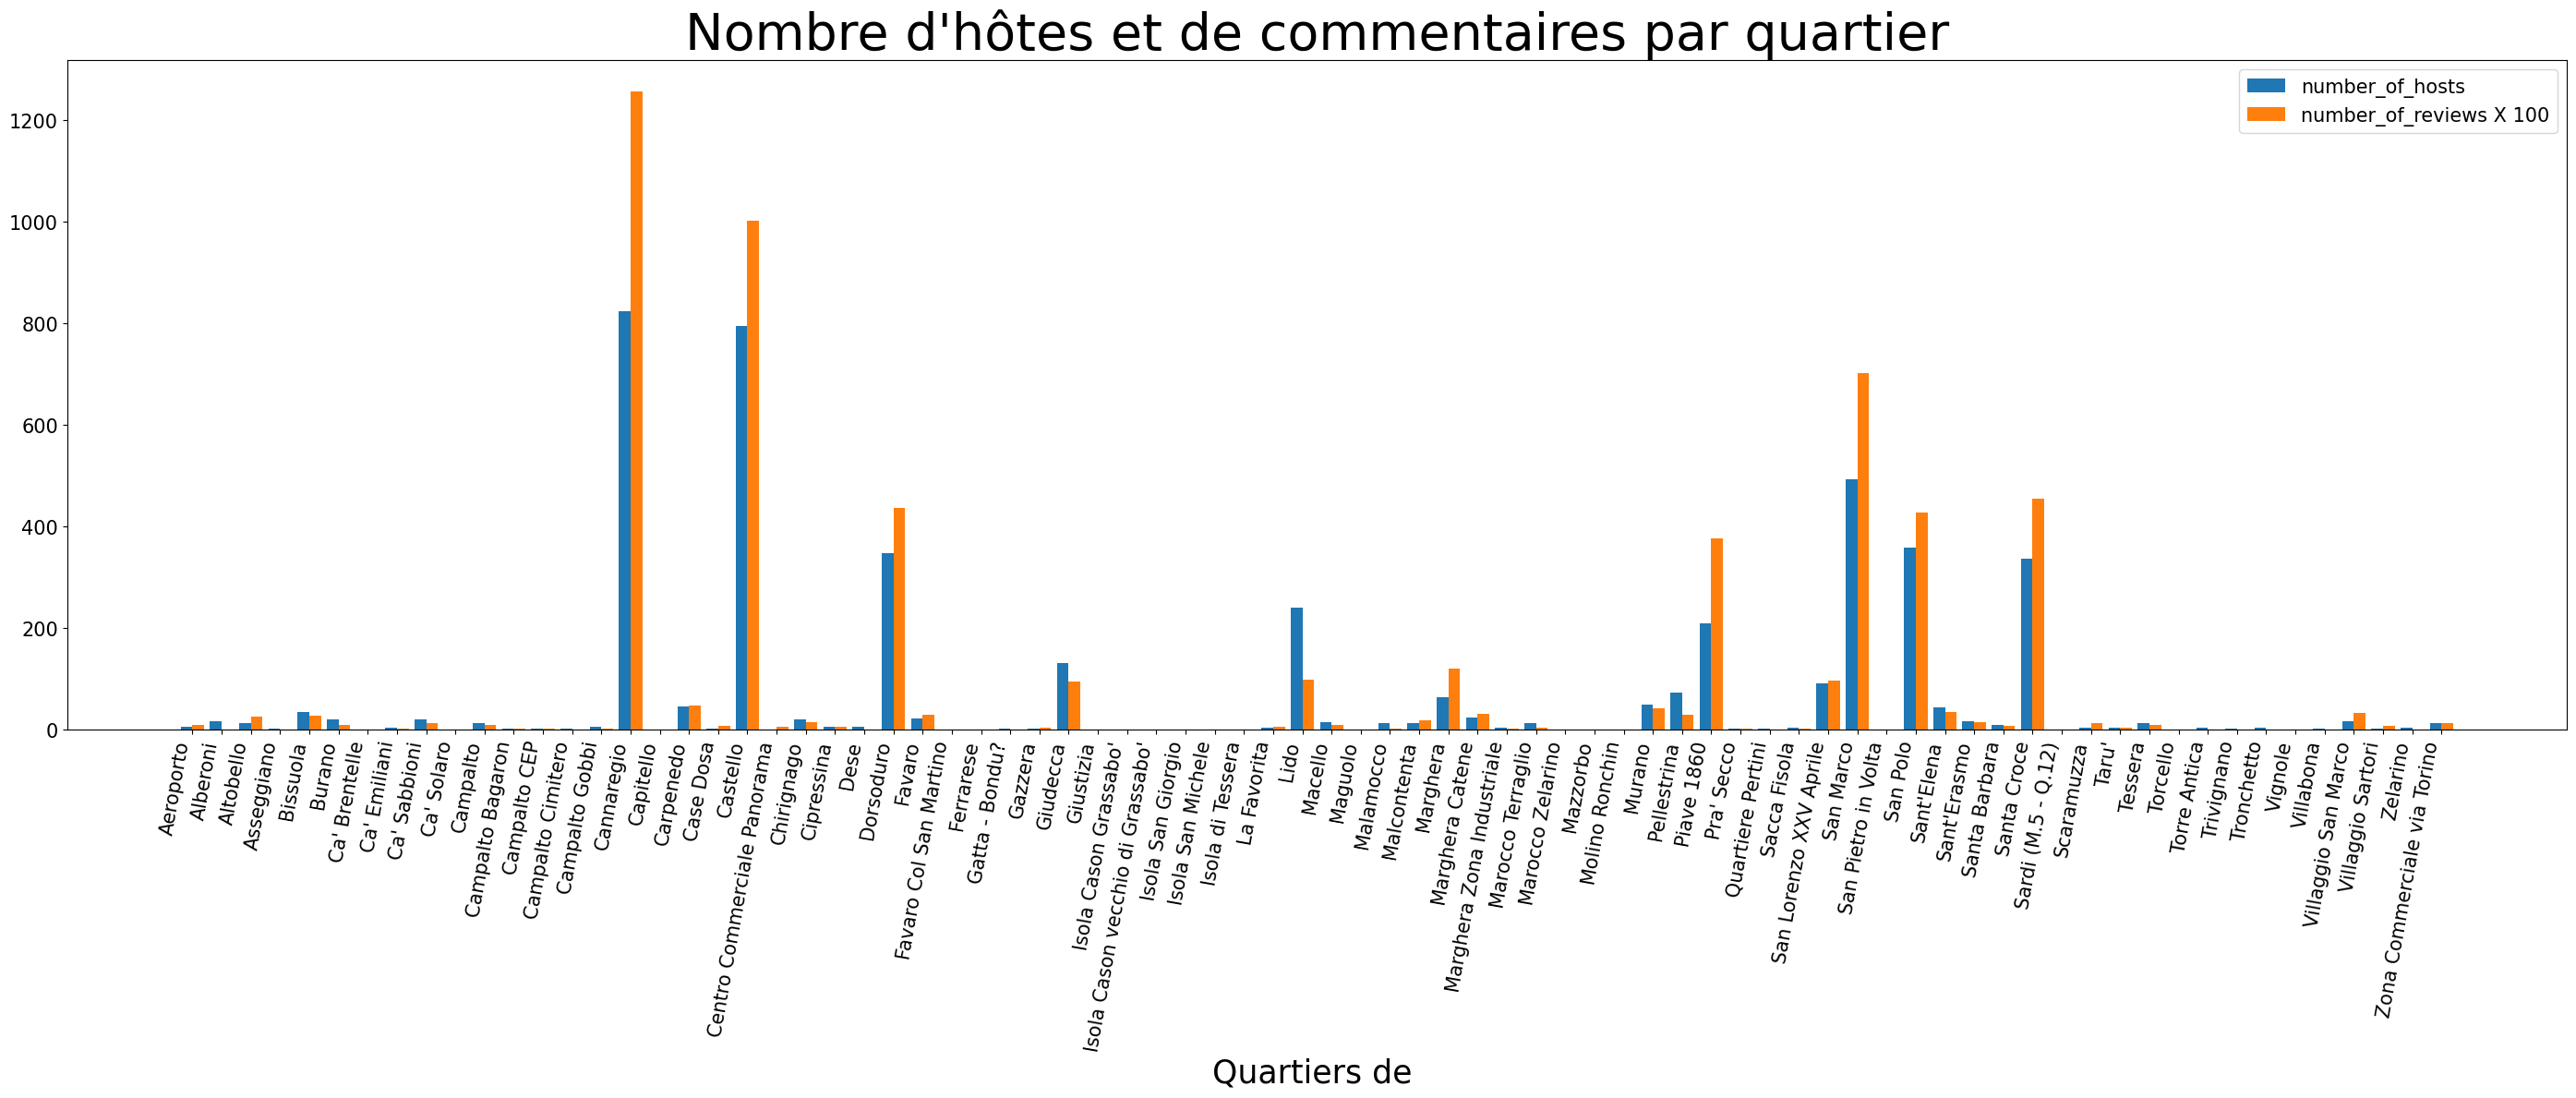 Nombre d'hôtes et de commentaires par quartier
number_of_hosts
number_of_reviews X 100
1200
1000
800
600
400
200
0
Aeroporto
Alberoni
Altobello
Asseggiano
Bissuola
Burano
Ca' Brentelle
Ca' Emiliani
Ca' Sabbioni
Ca' Solaro
Campalto
Campalto Bagaron
Campalto CEP
Campalto Cimitero
Campalto Gobbi
Cannaregio
Capitello
Carpenedo
Case Dosa
Castello
Centro Commerciale Panorama
Chirignago
Cipressina
Dese
Dorsoduro
Favaro
Favaro Col San Martino
Ferrarese
Gatta - Bondu?
Gazzera
Giudecca
Giustizia
Isola Cason Grassabo'
Isola Cason vecchio di Grassabo'
Isola San Giorgio
Isola San Michele
Isola di Tessera
La Favorita
Lido
Macello
Maguolo
Malamocco
Malcontenta
Marghera
Marghera Catene
Marghera Zona Industriale
Marocco Terraglio
Marocco Zelarino
Mazzorbo
Molino Ronchin
Murano
Pellestrina
Piave 1860
Pra' Secco
Quartiere Pertini
Sacca Fisola
San Lorenzo XXV Aprile
San Marco
San Pietro in Volta
San Polo
Sant'Elena
Sant'Erasmo
Santa Barbara
Santa Croce
Sardi (M.5 - Q.12)
Scaramuzza
Taru'
Tessera
Torcello
Torre Antica
Trivignano
Tronchetto
Vignole
Villabona
Villaggio San Marco
Villaggio Sartori
Zelarino
Zona Commerciale via Torino
Quartiers de